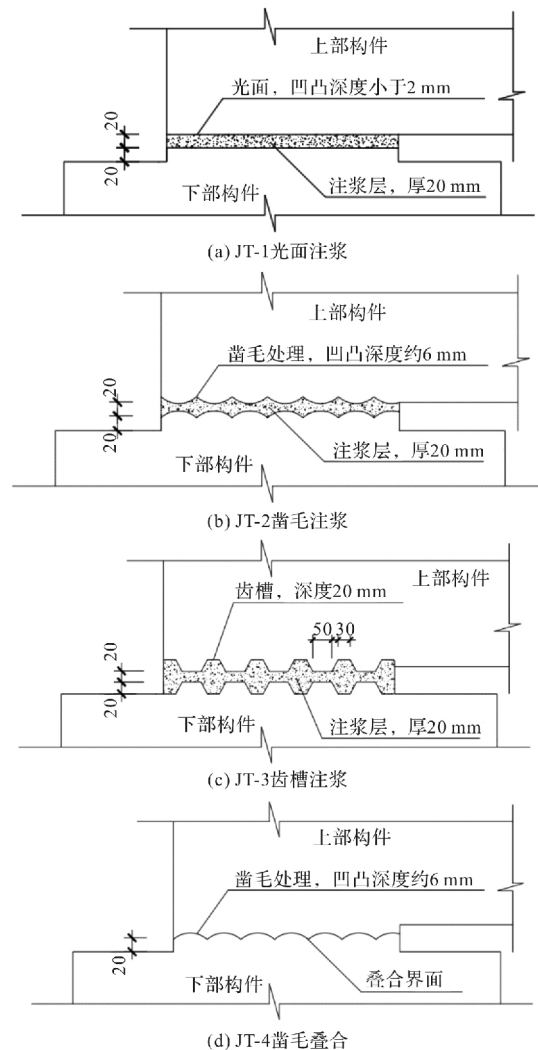 上部构件
光面，凹凸深度小于2 mm
20
20
下部构件
注浆层，厚20 mm
(a) JT-1光面注浆
上部构件
凿毛处理，凹凸深度约6 mm
20
20
下部构件
注浆层，厚20 mm
(b) JT-2凿毛注浆
上部构件
齿槽，深度20 mm
50 30
20
20
下部构件
注浆层，厚20 mm
(c) JT-3齿槽注浆
上部构件
凿毛处理，凹凸深度约6 mm
20
下部构件
叠合界面
(d) JT-4凿毛叠合